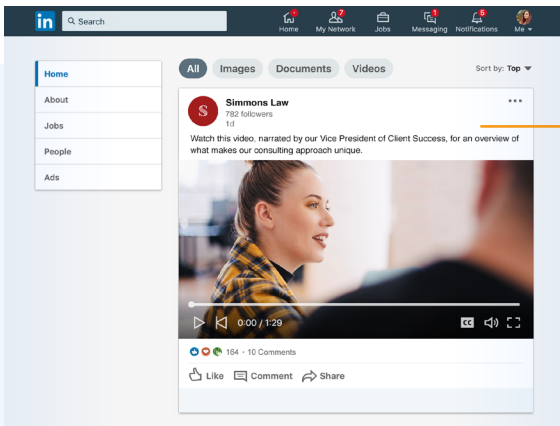 in Search
Home My Network Jobs Messaging Notifications Me
7 1 5
Home
About
Jobs
People
Ads
All Images Documents Videos Sort by: Top
S
Simmons Law
782 followers
1d
Watch this video, narrated by our Vice President of Client Success, for an overview of
what makes our consulting approach unique.
0:00 / 1:29 CC
164 · 10 Comments
Like Comment Share